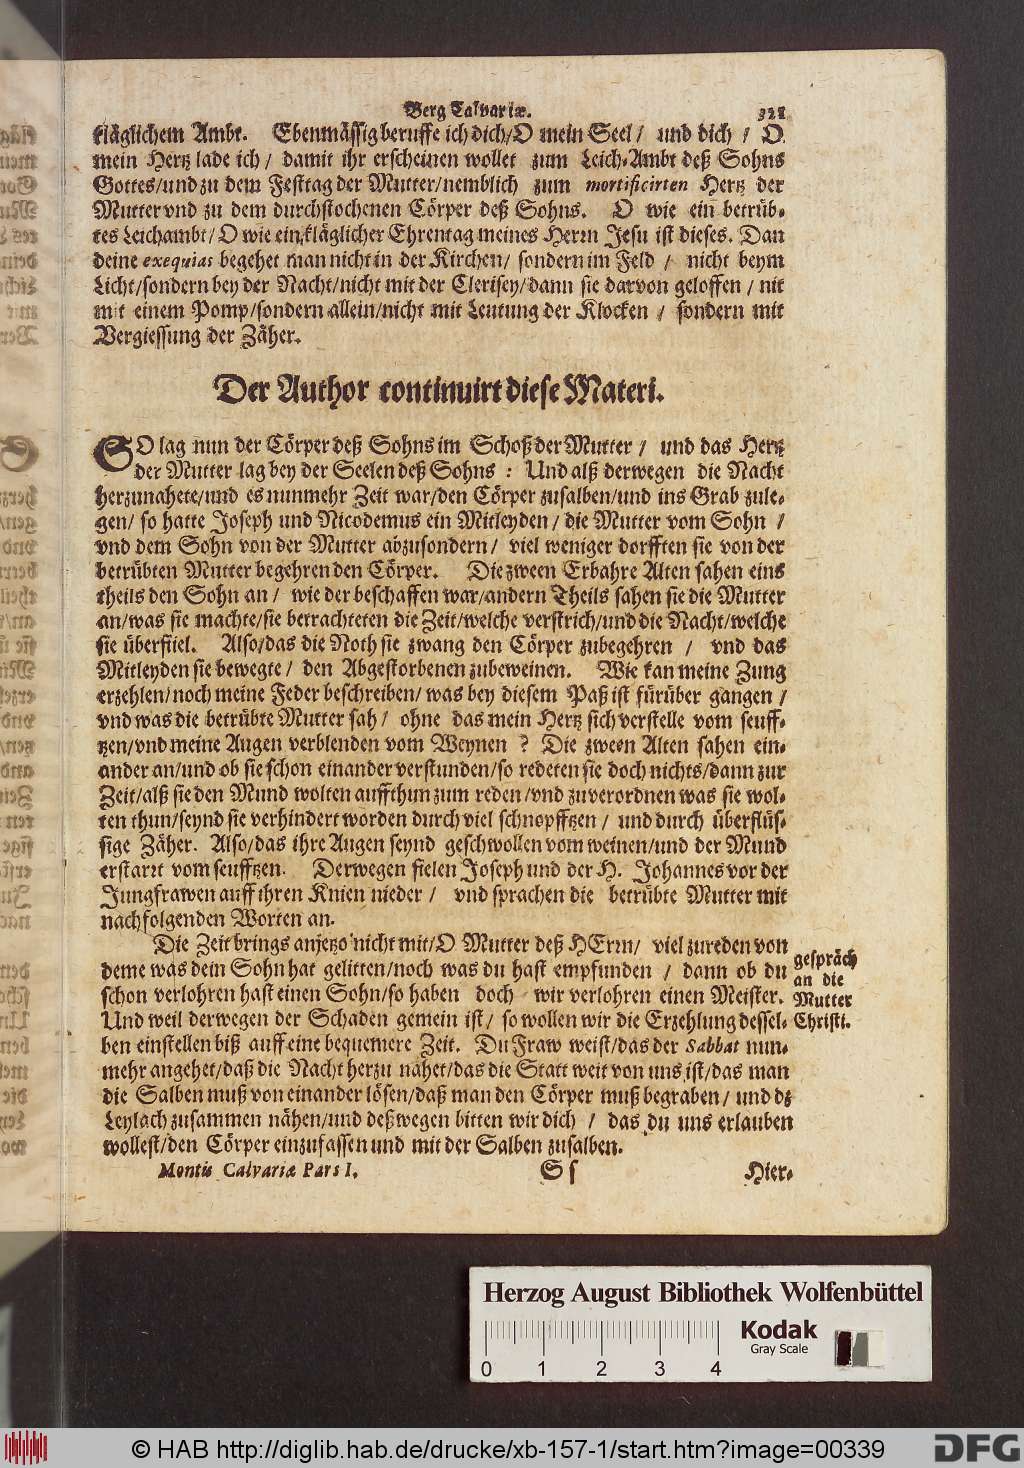 Berg Calvariæ. 321
kläglichem Ambt. Ebenmässig beruffe ich dich/O mein Seel/ und dich / O
mein Hertz lade ich / damit ihr erscheinen wollet zum Leich-Ambt deß Sohns
Gottes/und zu dem Festtag der Mutter/nemblich zum mortificirten Hertz der
Mutter vnd zu dem durchstochenen Cörper deß Sohns. O wie ein betrüb-
tes Leichambt/O wie ein kläglicher Ehrentag meines Herrn Jesu ist dieses. Dan
deine exequias begehet man nicht in der Kirchen/ sondern im Feld / nicht beym
Licht/sondern bey der Nacht/nicht mit der Clerisey/dann sie darvon geloffen / nit
mit einem Pomp/sondern allein/nicht mit Leutung der Klocken / sondern mit
Vergiessung der Zäher.
Der Author continuirt diese Materi.
SO lag nun der Cörper deß Sohns im Schoß der Mutter / und das Hertz
der Mutter lag bey der Seelen deß Sohns : Und alß derwegen die Nacht
herzunahete/und es nunmehr Zeit war/den Cörper zusalben/und ins Grab zule-
gen/ so hatte Joseph und Nicodemus ein Mitleyden / die Mutter vom Sohn /
vnd dem Sohn von der Mutter abzusondern / viel weniger dorfften sie von der
betrübten Mutter begehren den Cörper. Die zween Erbahre Alten sahen eins
theils den Sohn an / wie der beschaffen war/andern Theils sahen sie die Mutter
an/was sie machte/sie betrachteten die Zeit/welche verstrich/und die Nacht/welche
sie überfiel. Also/das die Noth sie zwang den Cörper zubegehren / vnd das
Mitleyden sie bewegte / den Abgestorbenen zubeweinen. Wie kan meine Zung
erzehlen/noch meine Feder beschreiben/ was bey diesem Paß ist fürüber gangen /
vnd was die betrübte Mutter sah / ohne das mein Hertz sich verstelle vom seuff-
tzen/vnd meine Augen verblenden vom Weynen ? Die zween Alten sahen ein-
ander an/und ob sie schon einander verstunden/so redeten sie doch nichts/dann zur
Zeit/alß sie den Mund wolten auffthun zum reden/vnd zuverordnen was sie wol-
ten thun/seynd sie verhindert worden durch viel schnopfftzen / und durch überflüs-
sige Zäher. Also/das ihre Augen seynd geschwollen vom weinen/und der Mund
erstarrt vom seufftzen. Derwegen fielen Joseph und der H. Johannes vor der
Jungfrawen auff ihren Knien nieder / vnd sprachen die betrübte Mutter mit
nachfolgenden Worten an.
Die Zeit brings anjetzo nicht mit/O Mutter deß HErrn/ viel zureden von
deme was dein Sohn hat gelitten/noch was du hast empfunden / dann ob du
schon verlohren hast einen Sohn/so haben doch wir verlohren einen Meister.
Und weil derwegen der Schaden gemein ist/ so wollen wir die Erzehlung dessel-
ben einstellen biß auff eine bequemere Zeit. Du Fraw weist/das der Sabbat nun-
mehr angehet/daß die Nacht herzu nähet/das die Statt weit von uns ist/das man
die Salben muß von einander lösen/daß man den Cörper muß begraben / und dz
Leylach zusammen nähen/und deßwegen bitten wir dich / das du uns erlauben
wollest/den Cörper einzufassen und mit der Salben zusalben.
gespräch
an die
Mutter
Christi.
Montis Calvariæ Pars I. S s Hier-
Herzog August Bibliothek Wolfenbüttel
Kodak
Gray Scale
0 1 2 3 4
© HAB http://diglib.hab.de/drucke/xb-157-1/start.htm?image=00339
DFG